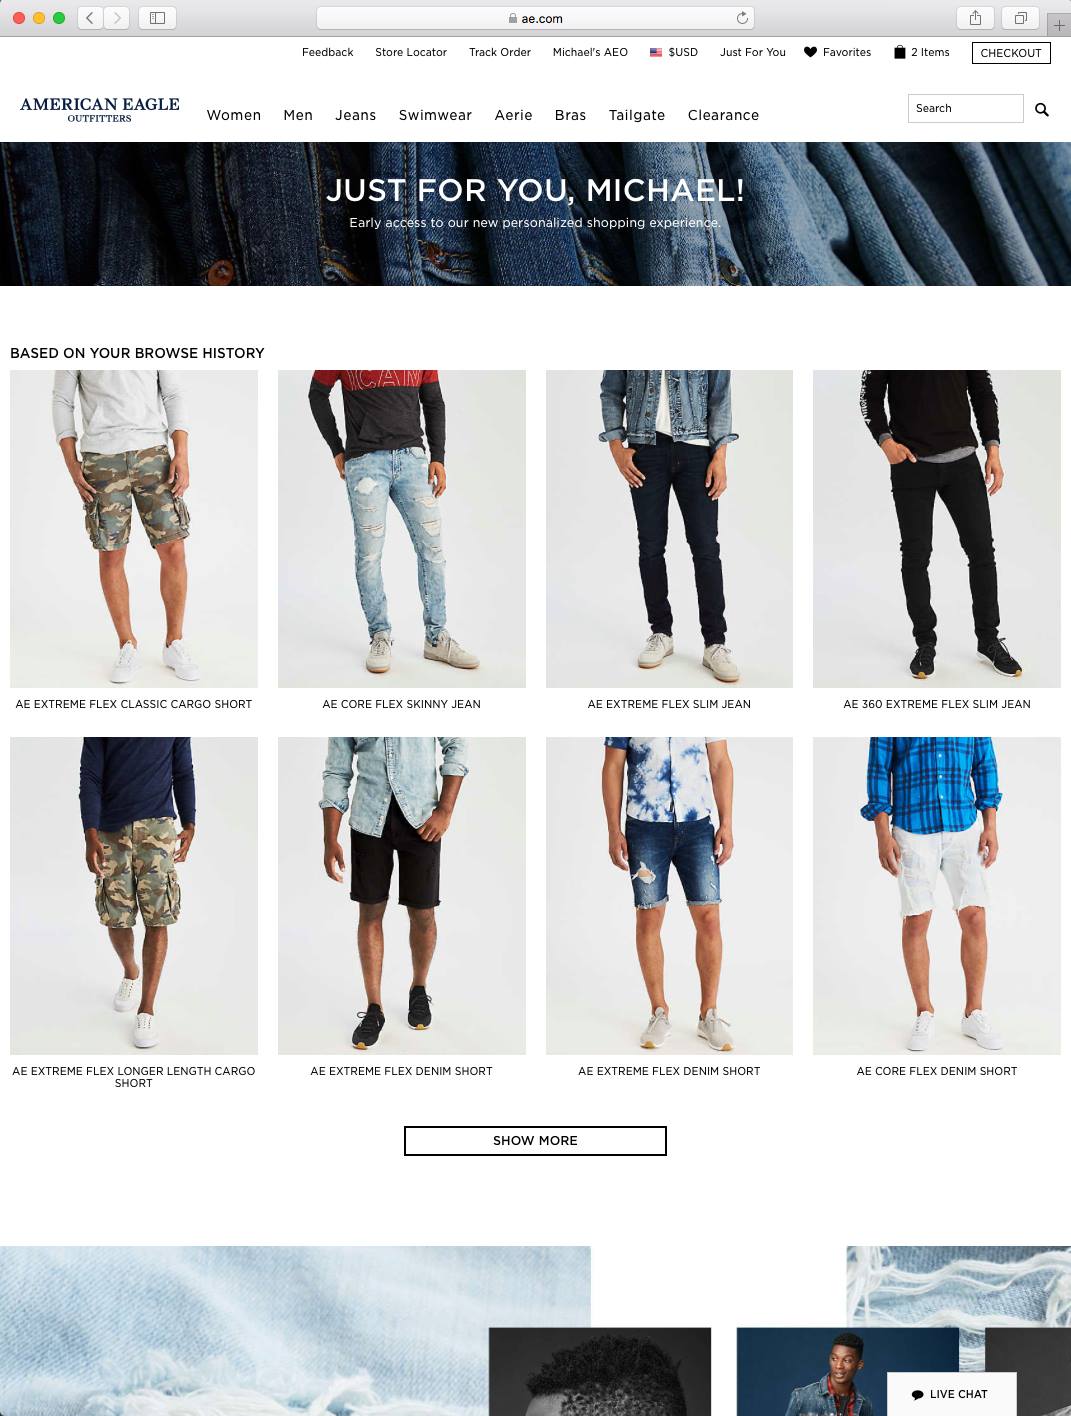 ae.com
Feedback Store Locator Track Order Michael's AEO $USD Just For You Favorites 2 Items CHECKOUT
AMERICAN EAGLE
OUTFITTERS
Women Men Jeans Swimwear Aerie Bras Tailgate Clearance
Search
JUST FOR YOU, MICHAEL!
Early access to our new personalized shopping experience.
BASED ON YOUR BROWSE HISTORY
AE EXTREME FLEX CLASSIC CARGO SHORT
AE CORE FLEX SKINNY JEAN
AE EXTREME FLEX SLIM JEAN
AE 360 EXTREME FLEX SLIM JEAN
AE EXTREME FLEX LONGER LENGTH CARGO
SHORT
AE EXTREME FLEX DENIM SHORT
AE EXTREME FLEX DENIM SHORT
AE CORE FLEX DENIM SHORT
SHOW MORE
LIVE CHAT